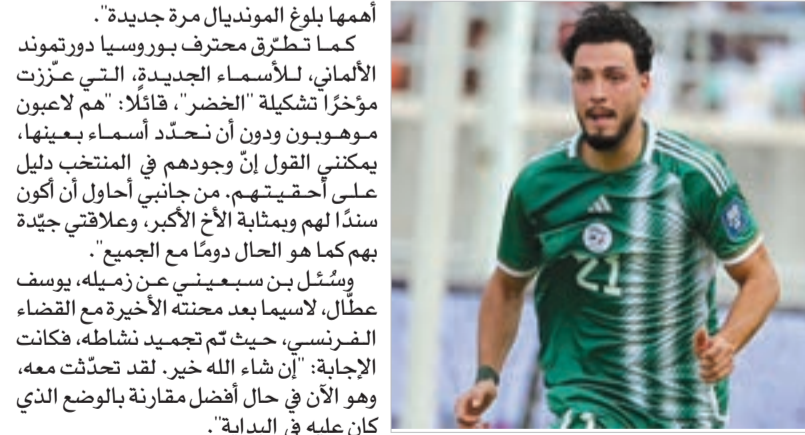 أهمها بلوغ المونديال مرة جديدة".
كما تطرّق محترف بوروسيا دورتموند
الألماني، للأسماء الجديدة، التي عزّزت
مؤخرًا تشكيلة "الخضر"، قائلًا: "هم لاعبون
موهوبون ودون أن نحدّد أسماء بعينها،
يمكنني القول إنّ وجودهم في المنتخب دليل
على أحقيتهم. من جانبي أحاول أن أكون
سندًا لهم وبمثابة الأخ الأكبر، وعلاقتي جيّدة
بهم كما هو الحال دومًا مع الجميع".
وسُئل بن سبعيني عن زميله، يوسف
عطّال، لاسيما بعد محنته الأخيرة مع القضاء
الفرنسي، حيث تّم تجميد نشاطه، فكانت
الإجابة: "إن شاء الله خير. لقد تحدّثت معه،
وهو الآن في حال أفضل مقارنة بالوضع الذي
كان عليه في البداية".
21